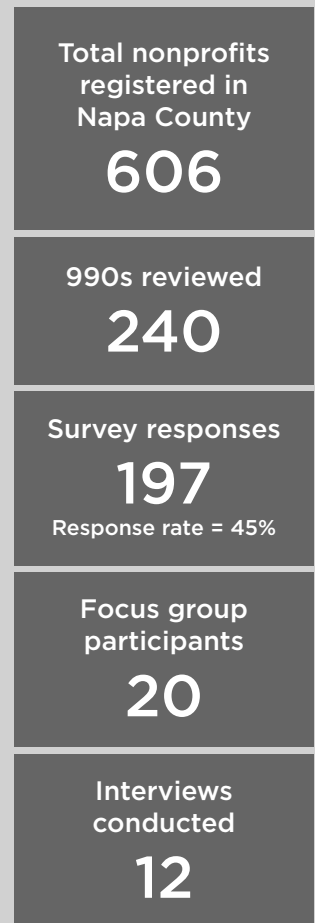 Total nonprofits
registered in
Napa County
606
990s reviewed
240
Survey responses
197
Response rate = 45%
Focus group
participants
20
Interviews
conducted
12